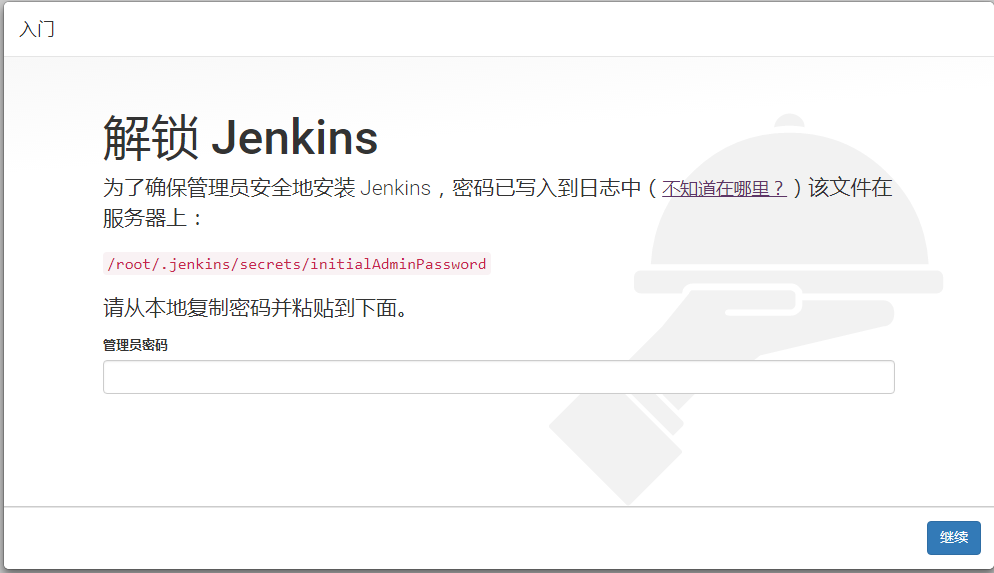 入门
解锁 Jenkins
为了确保管理员安全地安装 Jenkins，密码已写入到日志中（不知道在哪里？）该文件在
服务器上：
/root/.jenkins/secrets/initialAdminPassword
请从本地复制密码并粘贴到下面。
管理员密码
继续